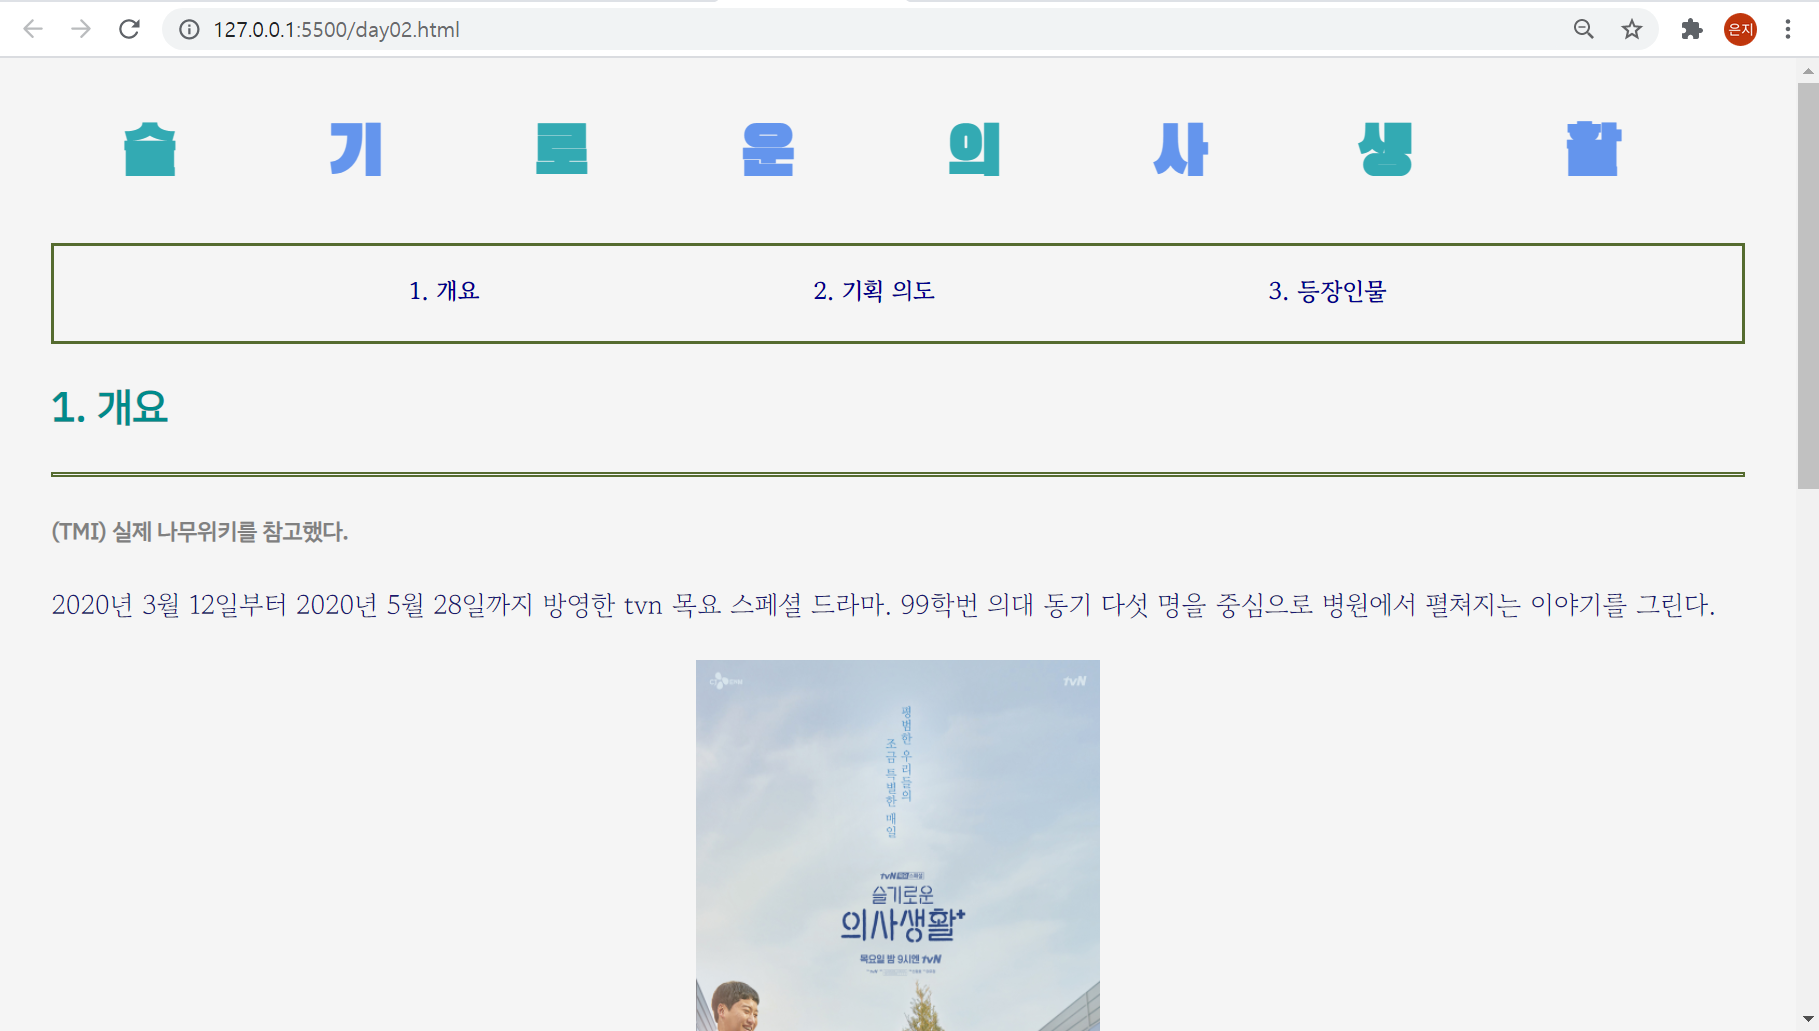 127.0.0.1:5500/day02.html
은지
슬 기 로 운 의 사 생 활
1. 개요 2. 기획 의도 3. 등장인물
1. 개요
(TMI) 실제 나무위키를 참고했다.
2020년 3월 12일부터 2020년 5월 28일까지 방영한 tvn 목요 스페셜 드라마. 99학번 의대 동기 다섯 명을 중심으로 병원에서 펼쳐지는 이야기를 그린다.
tvN
평범한 우리들의
조금 특별한 매일
tvN
슬기로운
의사생활+
목요일 밤 9시엔 tvN